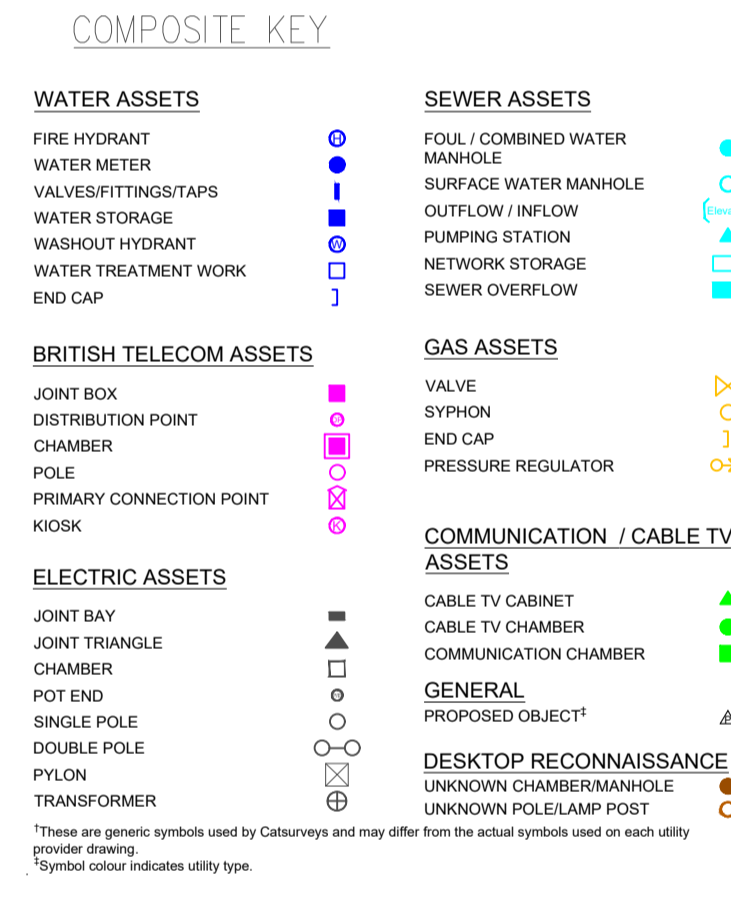 COMPOSITE KEY
WATER ASSETS
FIRE HYDRANT H
WATER METER
VALVES/FITTINGS/TAPS
WATER STORAGE
WASHOUT HYDRANT W
WATER TREATMENT WORK
END CAP
BRITISH TELECOM ASSETS
JOINT BOX
DISTRIBUTION POINT
CHAMBER
POLE
PRIMARY CONNECTION POINT
KIOSK K
ELECTRIC ASSETS
JOINT BAY
JOINT TRIANGLE
CHAMBER
POT END
SINGLE POLE
DOUBLE POLE
PYLON
TRANSFORMER
SEWER ASSETS
FOUL / COMBINED WATER
MANHOLE
SURFACE WATER MANHOLE
OUTFLOW / INFLOW
PUMPING STATION
NETWORK STORAGE
SEWER OVERFLOW
GAS ASSETS
VALVE
SYPHON
END CAP
PRESSURE REGULATOR
COMMUNICATION / CABLE TV
ASSETS
CABLE TV CABINET
CABLE TV CHAMBER
COMMUNICATION CHAMBER
GENERAL
PROPOSED OBJECT‡
DESKTOP RECONNAISSANCE
UNKNOWN CHAMBER/MANHOLE
UNKNOWN POLE/LAMP POST
†These are generic symbols used by Catsurveys and may differ from the actual symbols used on each utility
provider drawing.
‡Symbol colour indicates utility type.